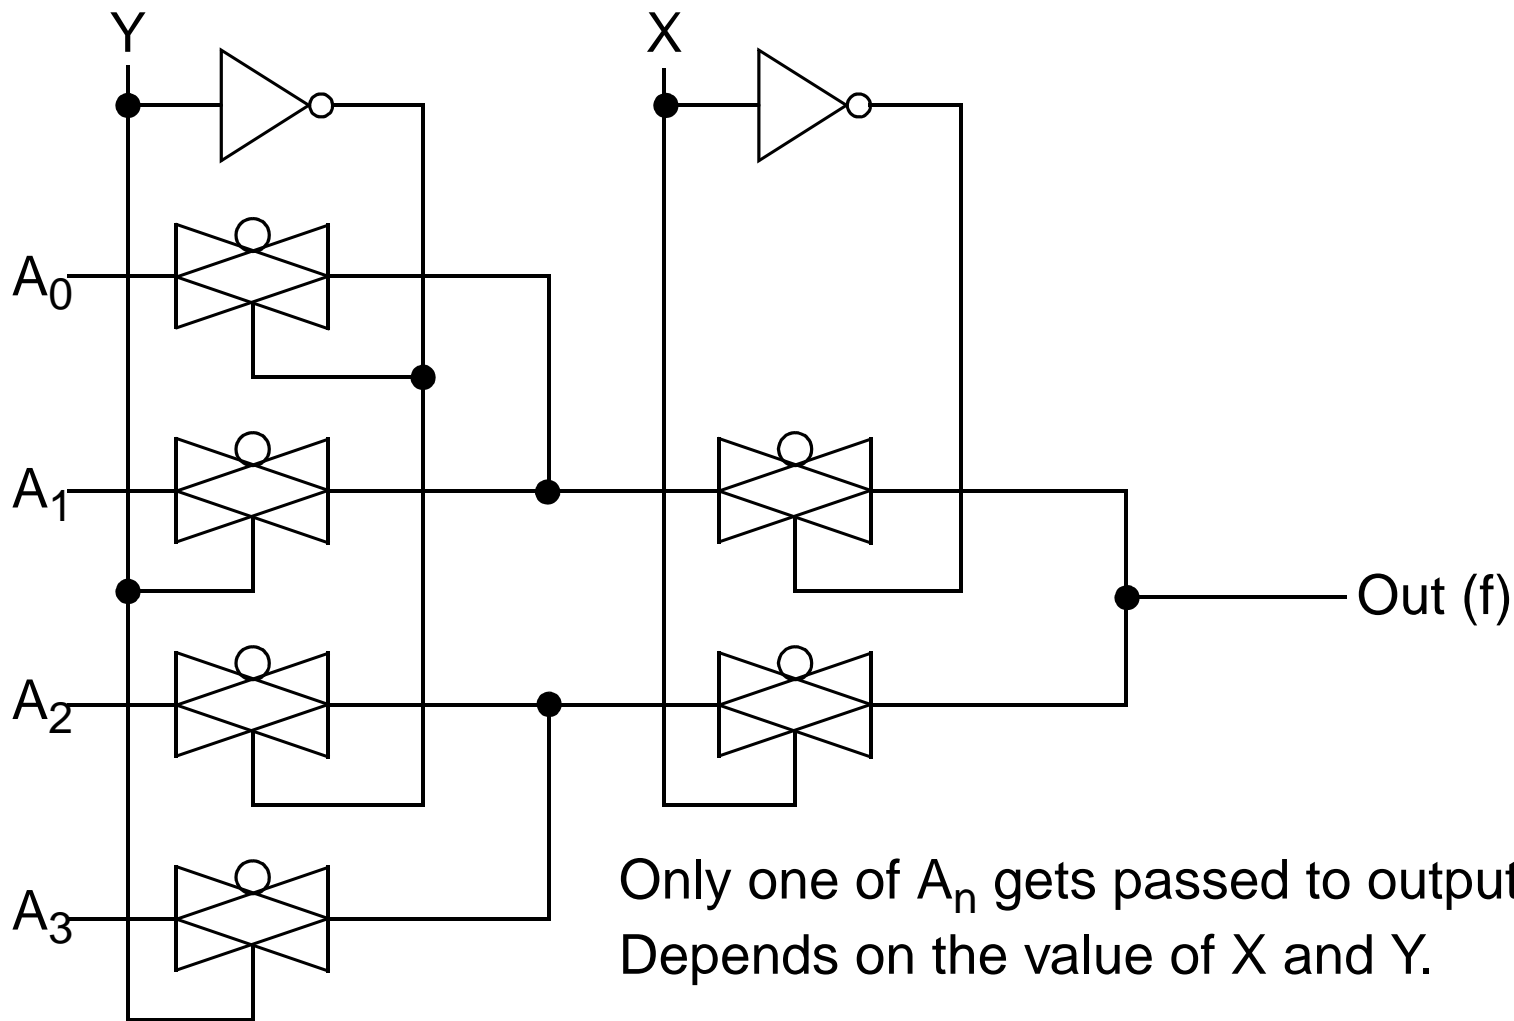 Y
X
A0
A1
Out (f)
A2
A3
Only one of An gets passed to output
Depends on the value of X and Y.